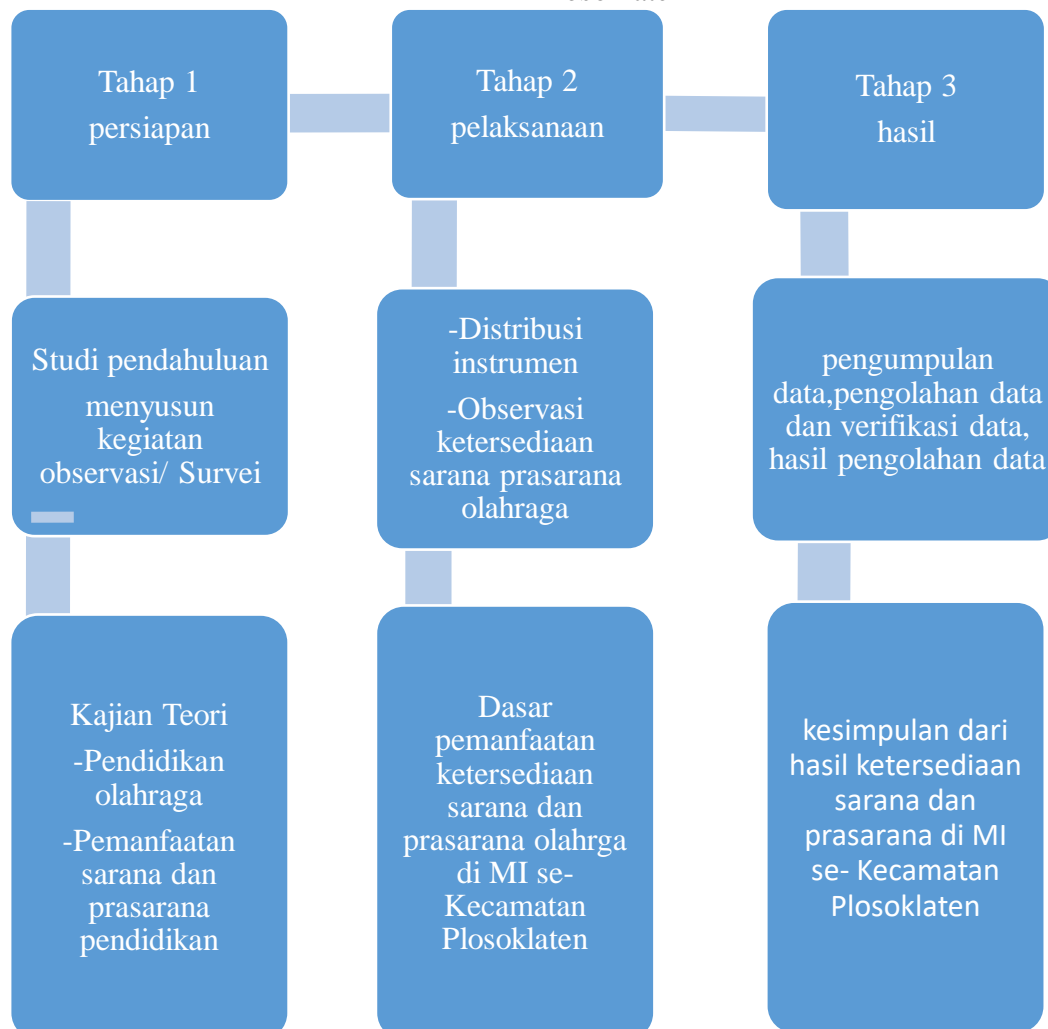 Tahap 1
persiapan
Tahap 2
pelaksanaan
Tahap 3
hasil
Studi pendahuluan
menyusun
kegiatan
observasi/ Survei
-Distribusi
instrumen
-Observasi
ketersediaan
sarana prasarana
olahraga
pengumpulan
data,pengolahan data
dan verifikasi data,
hasil pengolahan data
Kajian Teori
-Pendidikan
olahraga
-Pemanfaatan
sarana dan
prasarana
pendidikan
Dasar
pemanfaatan
ketersediaan
sarana dan
prasarana olahrga
di MI se-
Kecamatan
Plosoklaten
kesimpulan dari
hasil ketersediaan
sarana dan
prasarana di MI
se- Kecamatan
Plosoklaten